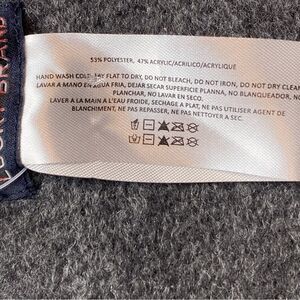 LUCKY BRAND
53% POLYESTER, 47% ACRYLIC/ACRILICO/ACRYLIQUE
HAND WASH COLD, LAY FLAT TO DRY, DO NOT BLEACH, DO NOT IRON, DO NOT DRY CLEAN
LAVAR A MANO EN AGUA FRIA, DEJAR SECAR SUPERFICIE PLANNA, NO BLANQUEADOR, NO
PLANCHAR, NO LAVAR EN SECO.
LAVER A LA MAIN A L'EAU FROIDE, SECHAGE A PLAT, NE PAS UTILISER AGENT DE
BLANCHIMENT, NE PAS REPASSER, NE PAS NETTOYER A SEC.